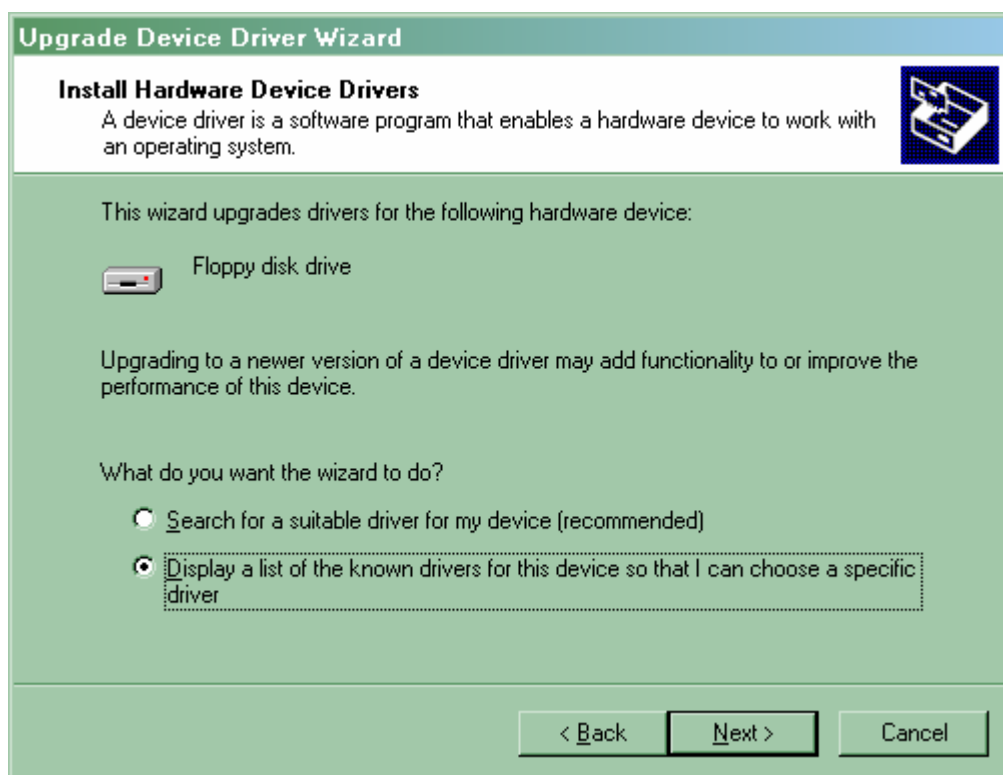 Upgrade Device Driver Wizard
Install Hardware Device Drivers
A device driver is a software program that enables a hardware device to work with
an operating system.
This wizard upgrades drivers for the following hardware device:
Floppy disk drive
Upgrading to a newer version of a device driver may add functionality to or improve the
performance of this device.
What do you want the wizard to do?
Search for a suitable driver for my device (recommended)
Display a list of the known drivers for this device so that I can choose a specific
driver
< Back
Next >
Cancel